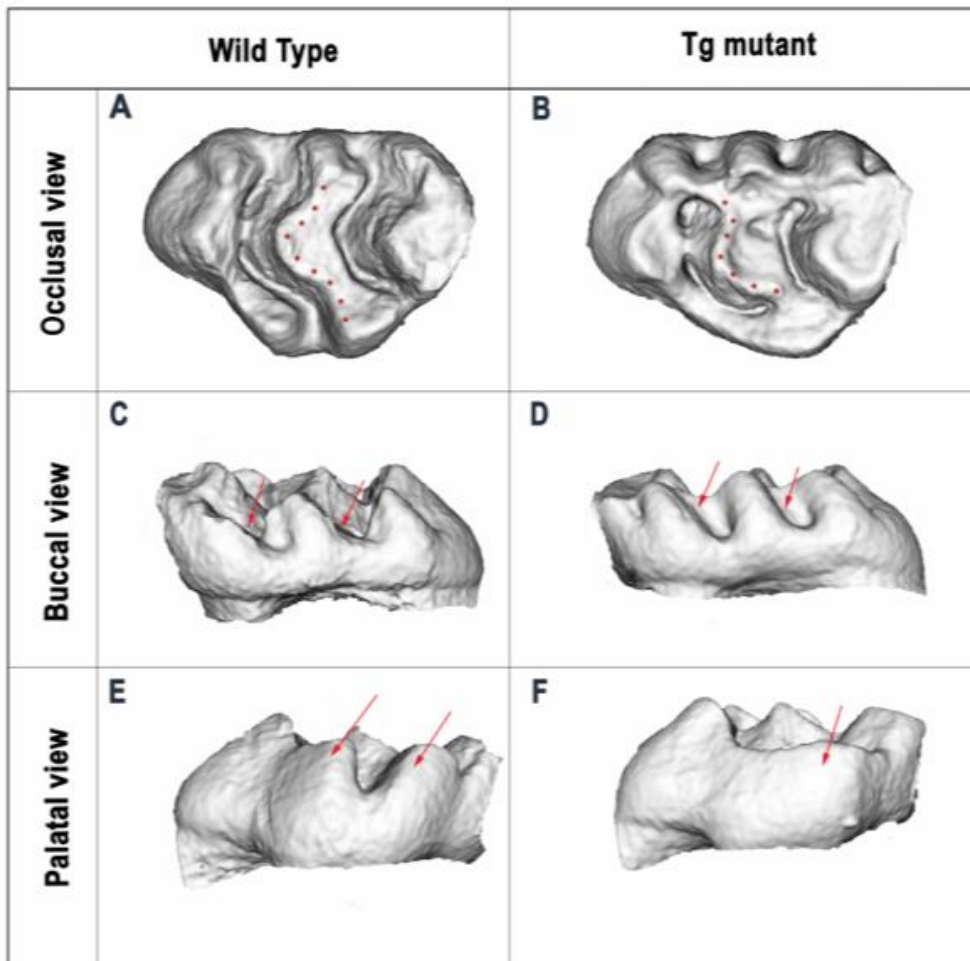 Wild Type
Tg mutant
Occlusal view
A
B
Buccal view
C
D
Palatal view
E
F